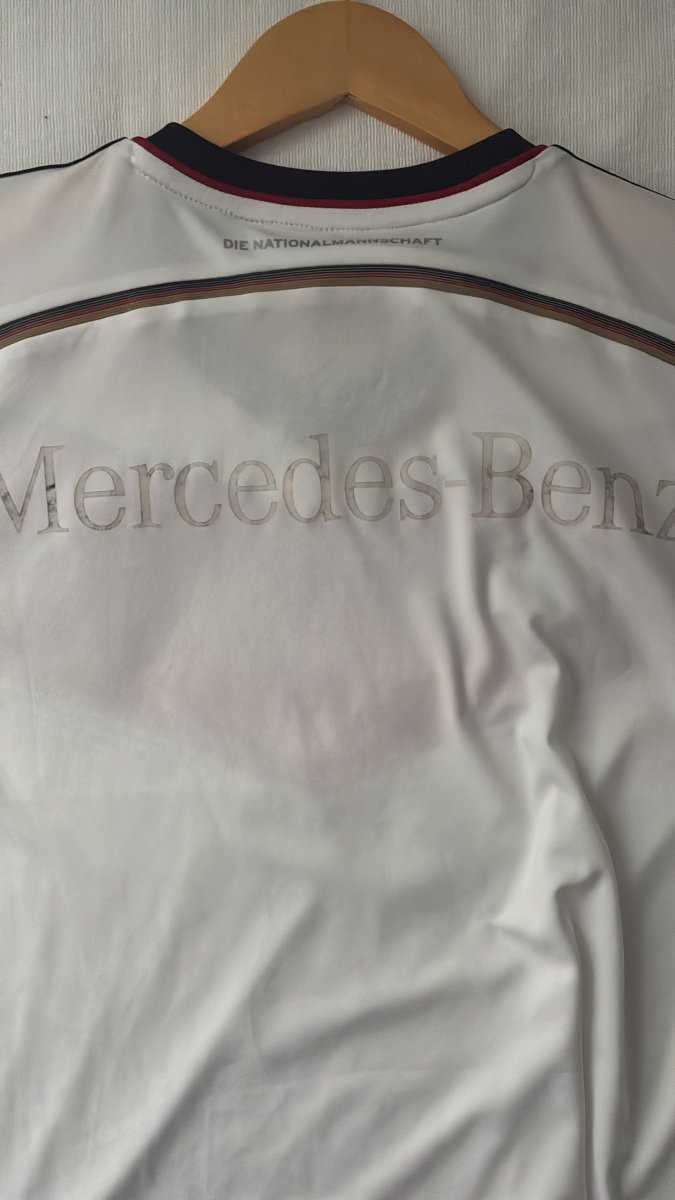 DIE NATIONALMANNSCHAFT
Mercedes-Benz